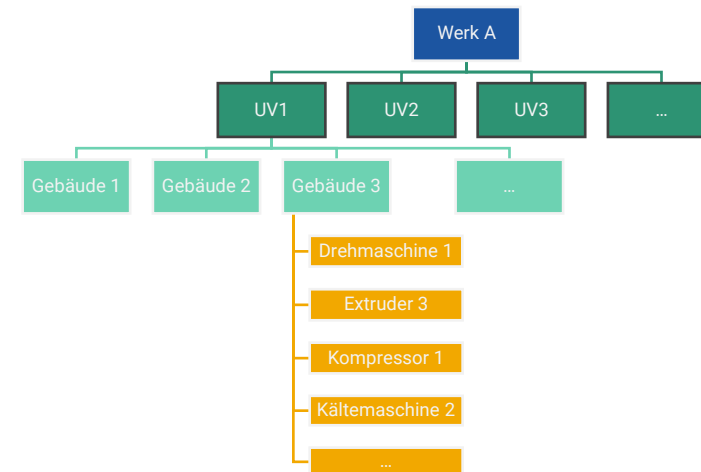 Werk A
UV1
UV2
UV3
...
Gebäude 1
Gebäude 2
Gebäude 3
...
Drehmaschine 1
Extruder 3
Kompressor 1
Kältemaschine 2
...